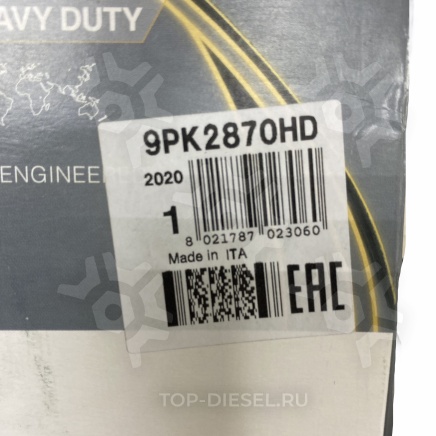 AVY DUTY
ENGINEE
9PK2870HD
2020
1
8 021787 023060
Made in ITA
EAC
TOP-DIESEL.RU